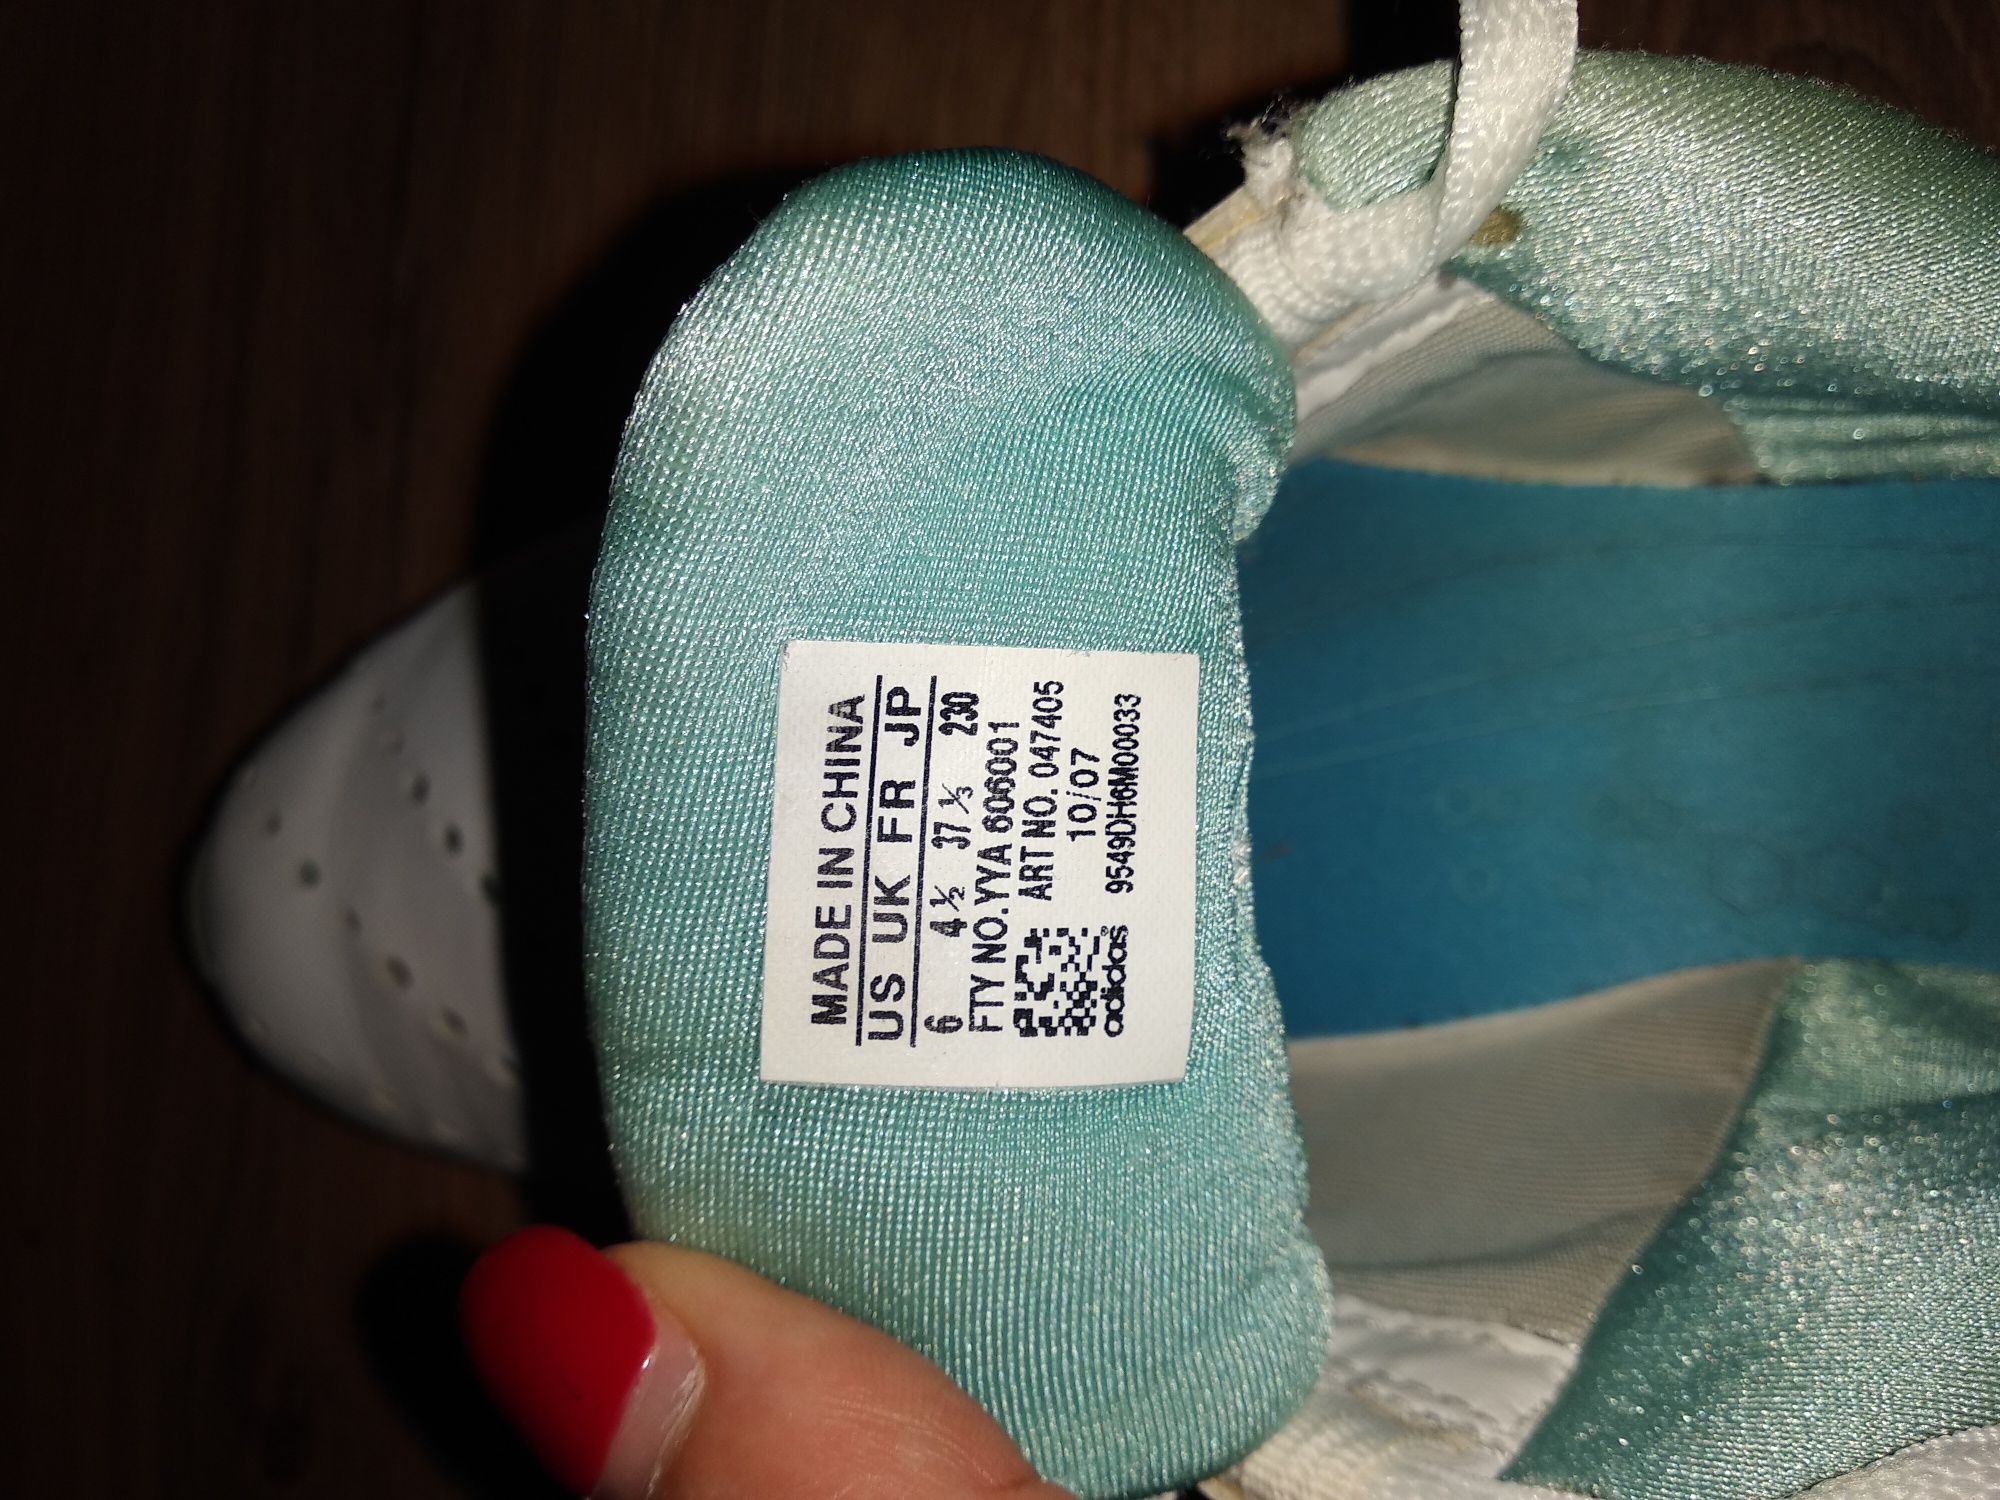 MADE IN CHINA
US UK FR JP
6 4½ 37⅓ 230
FTY NO.YYA 606001
ART NO. 047405
10/07
adidas® 9549DH6M00033